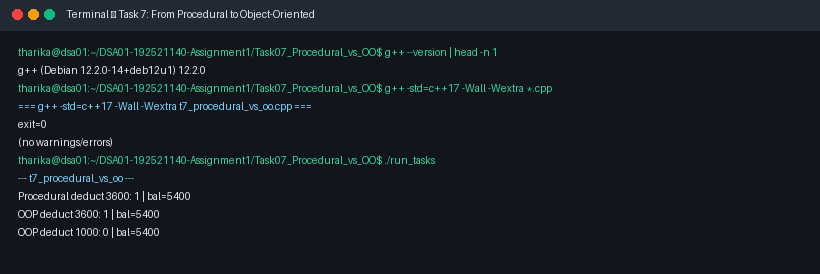 Terminal ▯ Task 7: From Procedural to Object-Oriented
tharika@dsa01:~/DSA01-192521140-Assignment1/Task07_Procedural_vs_OO$ g++ --version | head -n 1
g++ (Debian 12.2.0-14+deb12u1) 12.2.0
tharika@dsa01:~/DSA01-192521140-Assignment1/Task07_Procedural_vs_OO$ g++ -std=c++17 -Wall -Wextra *.cpp
=== g++ -std=c++17 -Wall -Wextra t7_procedural_vs_oo.cpp ===
exit=0
(no warnings/errors)
tharika@dsa01:~/DSA01-192521140-Assignment1/Task07_Procedural_vs_OO$ ./run_tasks
--- t7_procedural_vs_oo ---
Procedural deduct 3600: 1 | bal=5400
OOP deduct 3600: 1 | bal=5400
OOP deduct 1000: 0 | bal=5400